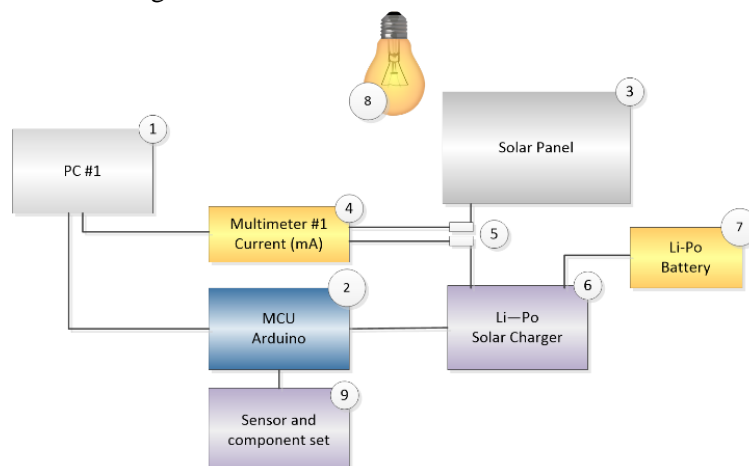 8
3
Solar Panel
1
PC #1
4
Multimeter #1
Current (mA)
5
7
Li-Po
Battery
2
MCU
Arduino
6
Li—Po
Solar Charger
9
Sensor and
component set